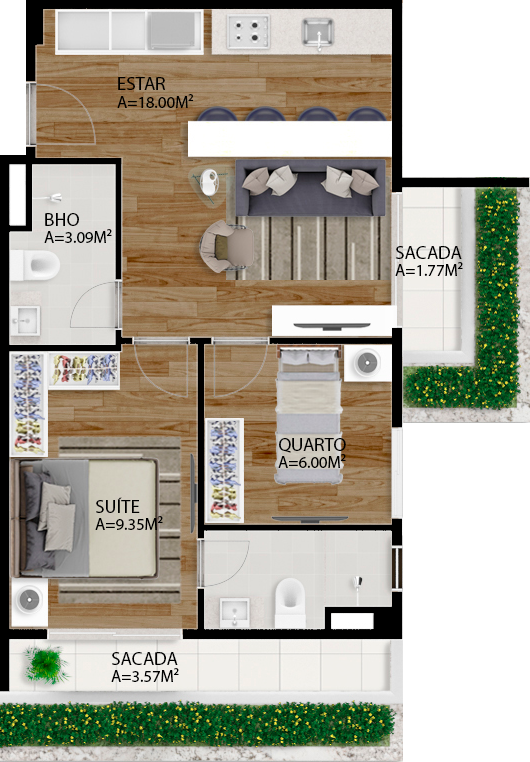 ESTAR
A=18.00M²
BHO
A=3.09M²
SACADA
A=1.77M²
QUARTO
A=6.00M²
SUÍTE
A=9.35M²
SACADA
A=3.57M²